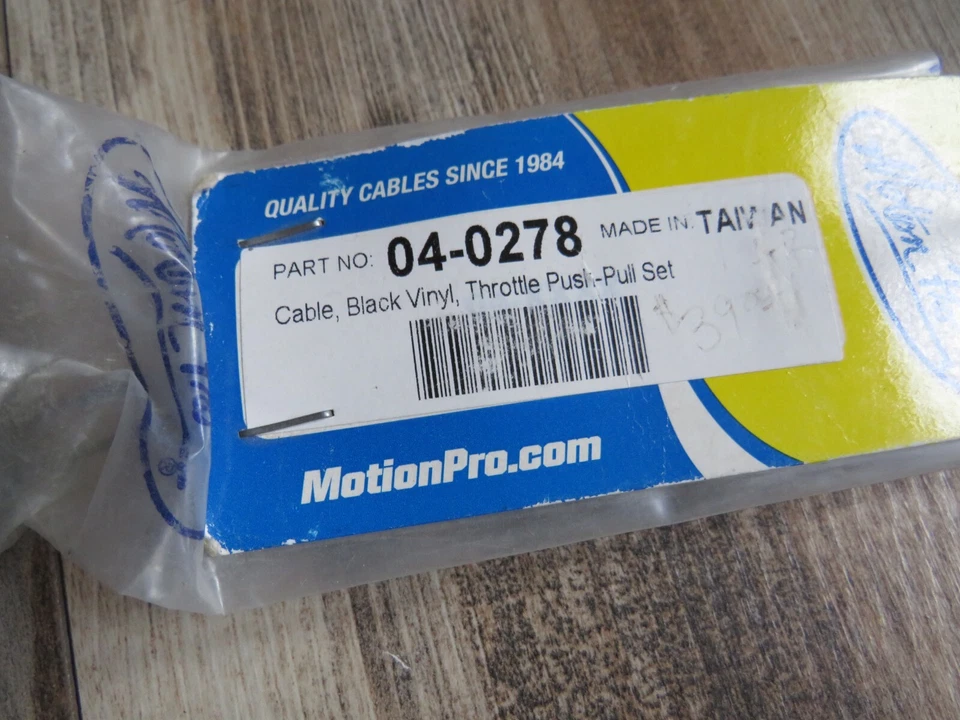 QUALITY CABLES SINCE 1984
PART NO: 04-0278 MADE IN: TAIWAN
Cable, Black Vinyl, Throttle Push-Pull Set
MotionPro.com